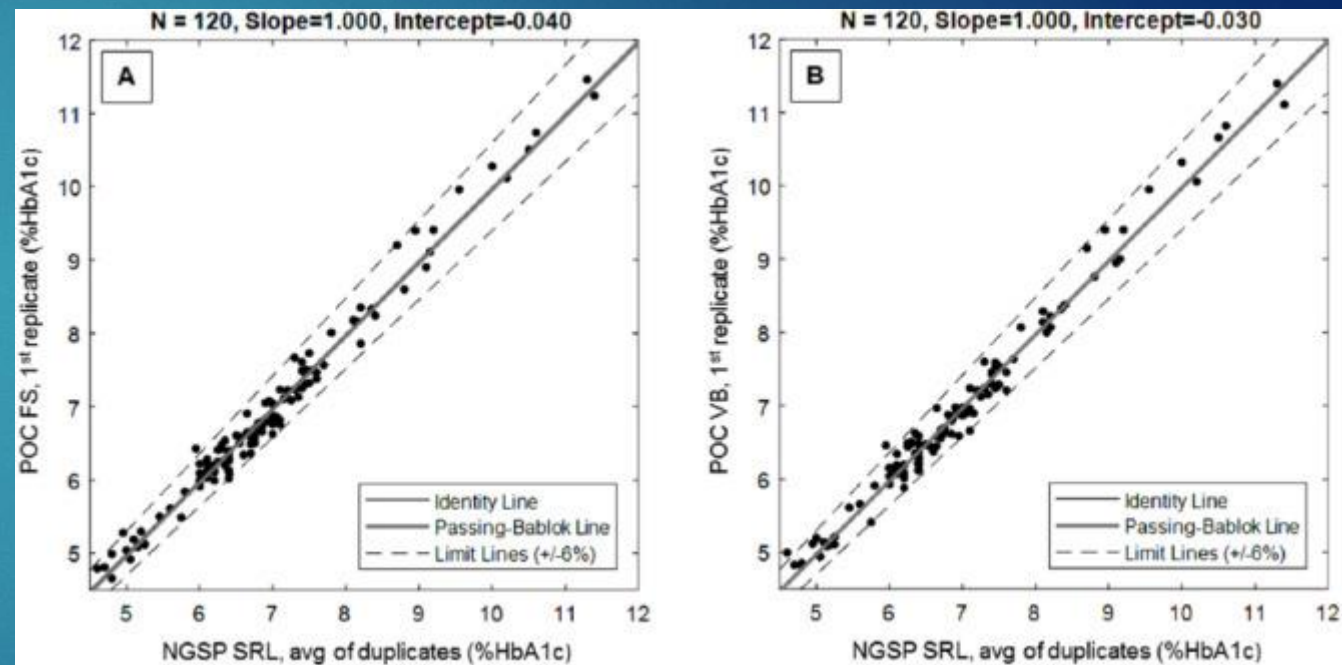 N = 120, Slope=1.000, Intercept=-0.040
A
12
11
10
9
8
7
6
5
POC FS, 1st replicate (%HbA1c)
Identity Line
Passing-Bablok Line
Limit Lines (+/-6%)
5 6 7 8 9 10 11 12
NGSP SRL, avg of duplicates (%HbA1c)
N = 120, Slope=1.000, Intercept=-0.030
B
12
11
10
9
8
7
6
5
POC VB, 1st replicate (%HbA1c)
Identity Line
Passing-Bablok Line
Limit Lines (+/-6%)
5 6 7 8 9 10 11 12
NGSP SRL, avg of duplicates (%HbA1c)